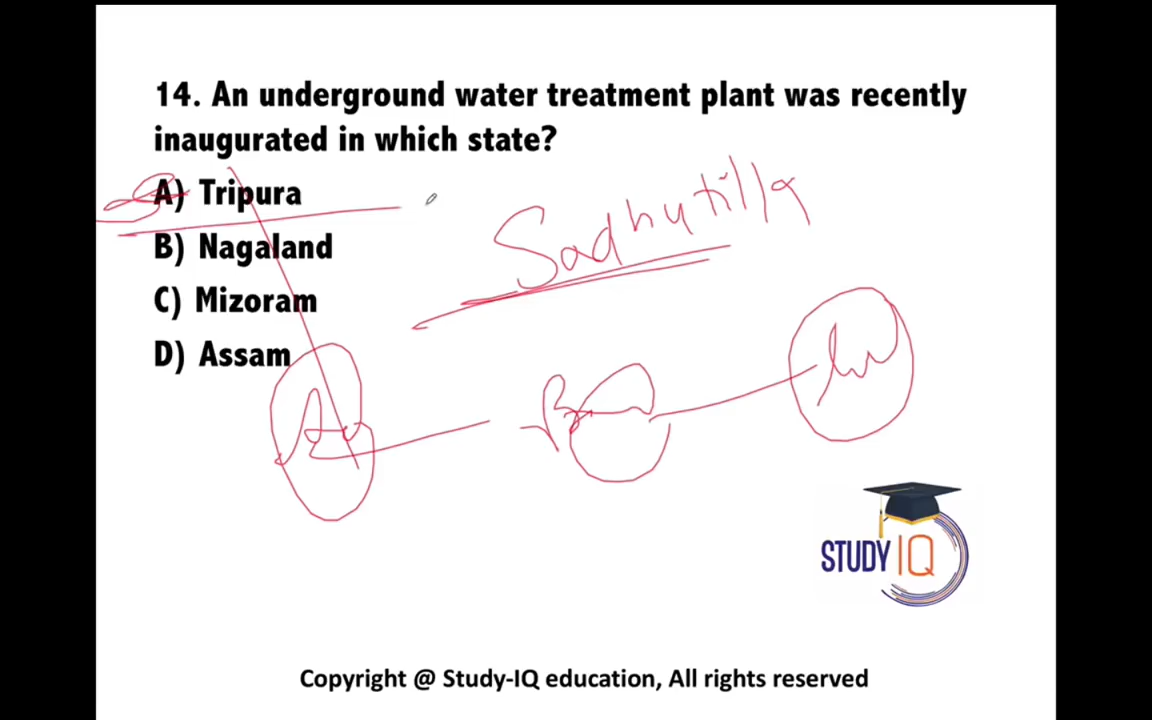 14. An underground water treatment plant was recently
inaugurated in which state?
A) Tripura
Sadhutilla
B) Nagaland
C) Mizoram
D) Assam
STUDY IQ
Copyright @ Study-IQ education, All rights reserved